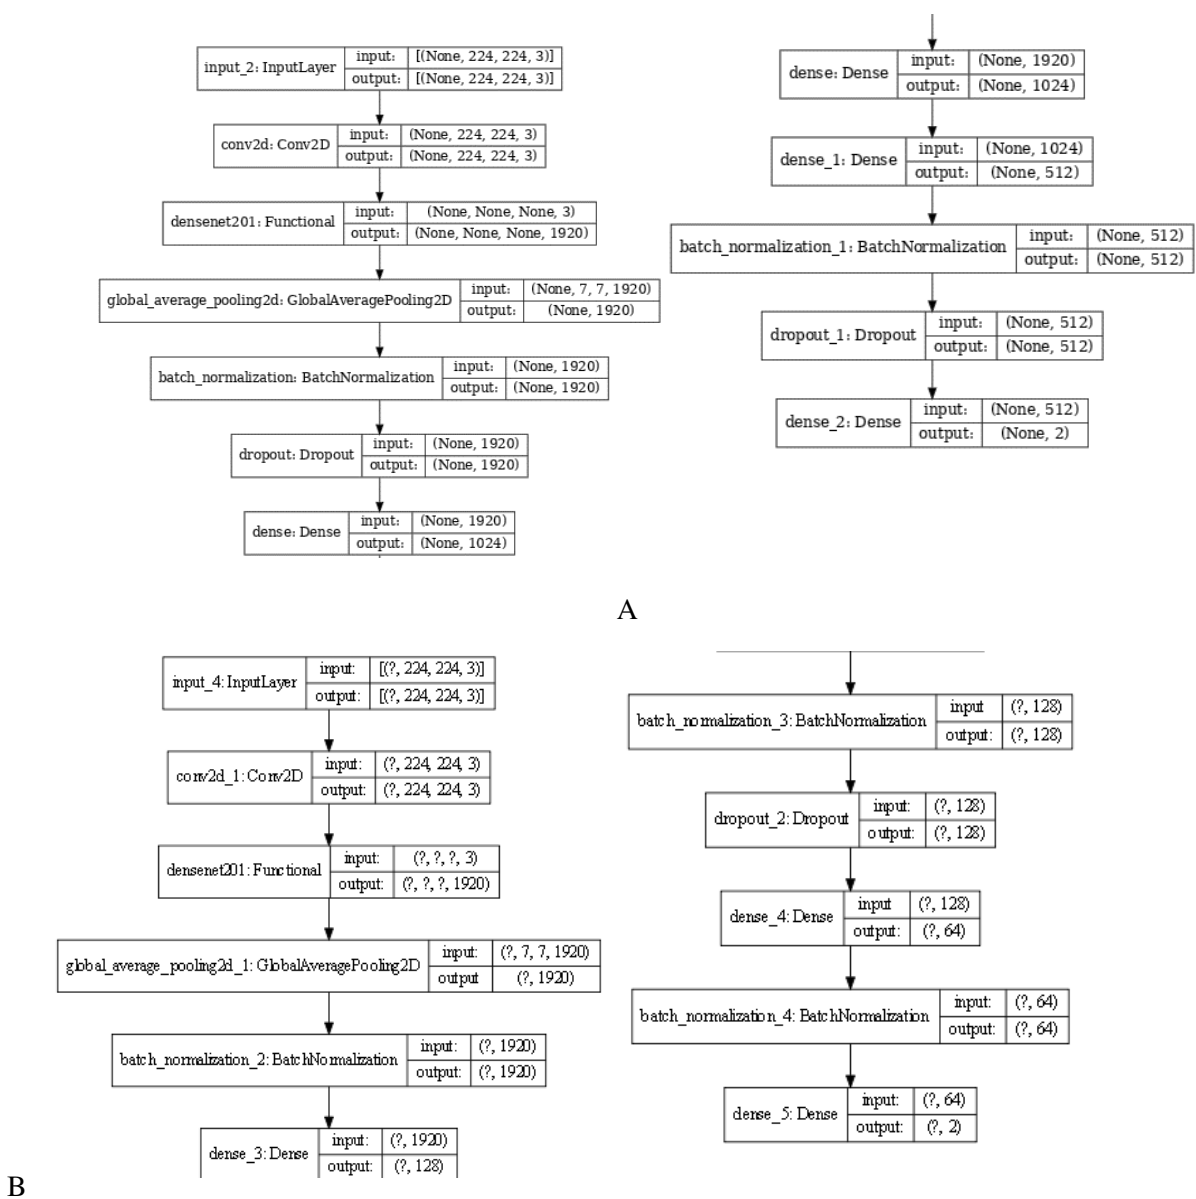 input_2: InputLayer
input: [(None, 224, 224, 3)]
output: [(None, 224, 224, 3)]
conv2d: Conv2D
input: (None, 224, 224, 3)
output: (None, 224, 224, 3)
densenet201: Functional
input: (None, None, None, 3)
output: (None, None, None, 1920)
global_average_pooling2d: GlobalAveragePooling2D
input: (None, 7, 7, 1920)
output: (None, 1920)
batch_normalization: BatchNormalization
input: (None, 1920)
output: (None, 1920)
dropout: Dropout
input: (None, 1920)
output: (None, 1920)
dense: Dense
input: (None, 1920)
output: (None, 1024)
dense: Dense
input: (None, 1920)
output: (None, 1024)
dense_1: Dense
input: (None, 1024)
output: (None, 512)
batch_normalization_1: BatchNormalization
input: (None, 512)
output: (None, 512)
dropout_1: Dropout
input: (None, 512)
output: (None, 512)
dense_2: Dense
input: (None, 512)
output: (None, 2)
A
input_4: InputLayer
input: [(?, 224, 224, 3)]
output: [(?, 224, 224, 3)]
conv2d_1: Conv2D
input: (?, 224, 224, 3)
output: (?, 224, 224, 3)
densenet201: Functional
input: (?, ?, ?, 3)
output: (?, ?, ?, 1920)
global_average_pooling2d_1: GlobalAveragePooling2D
input: (?, 7, 7, 1920)
output (?, 1920)
batch_normalization_2: BatchNormalization
input: (?, 1920)
output: (?, 1920)
dense_3: Dense
input: (?, 1920)
output: (?, 128)
batch_normalization_3: BatchNormalization
input (?, 128)
output: (?, 128)
dropout_2: Dropout
input: (?, 128)
output: (?, 128)
dense_4: Dense
input (?, 128)
output: (?, 64)
batch_normalization_4: BatchNormalization
input: (?, 64)
output: (?, 64)
dense_5: Dense
input: (?, 64)
output: (?, 2)
B